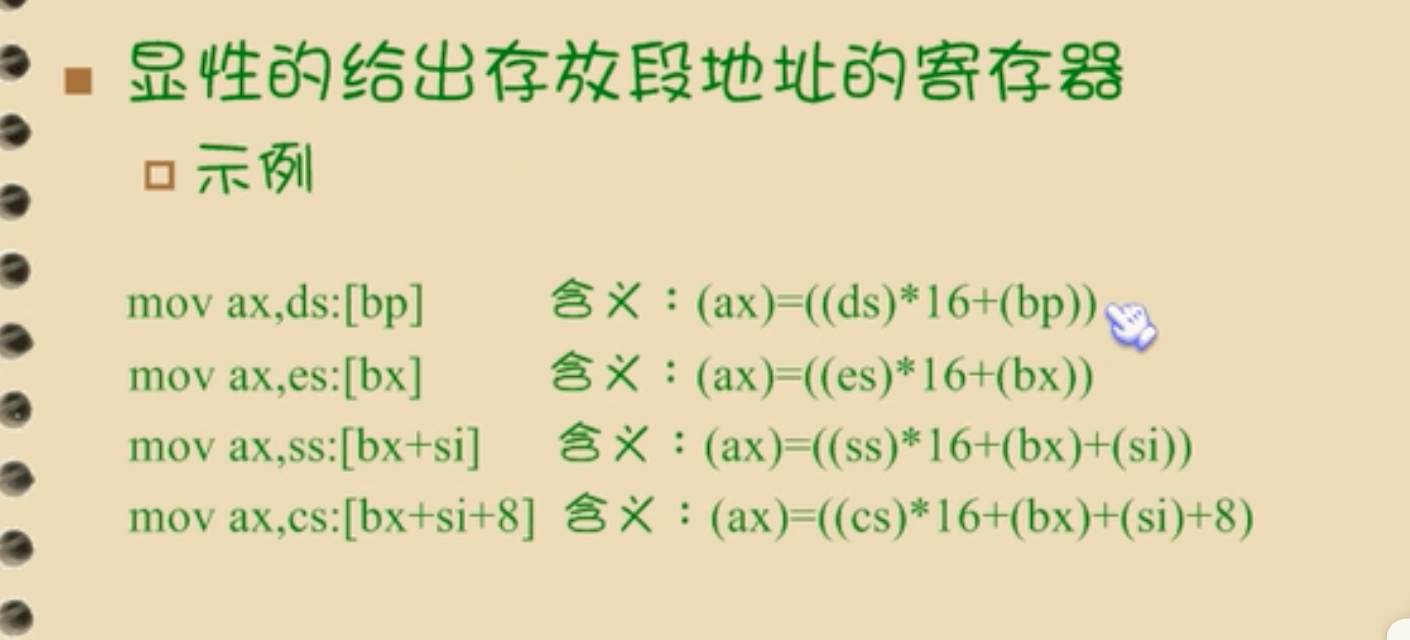 显性的给出存放段地址的寄存器
示例
mov ax,ds:[bp] 含义：(ax)=((ds)*16+(bp))
mov ax,es:[bx] 含义：(ax)=((es)*16+(bx))
mov ax,ss:[bx+si] 含义：(ax)=((ss)*16+(bx)+(si))
mov ax,cs:[bx+si+8] 含义：(ax)=((cs)*16+(bx)+(si)+8)